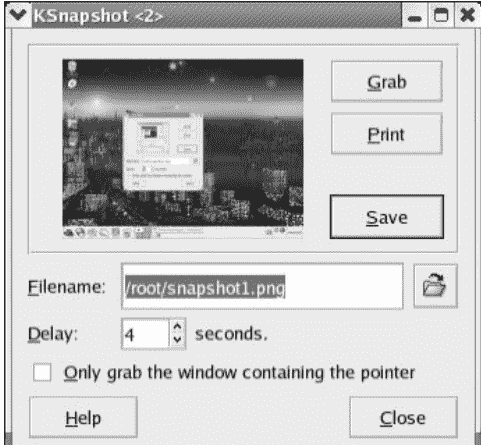 KSnapshot <2>
Grab
Print
Save
Filename: /root/snapshot1.png
Delay: 4 seconds.
Only grab the window containing the pointer
Help Close